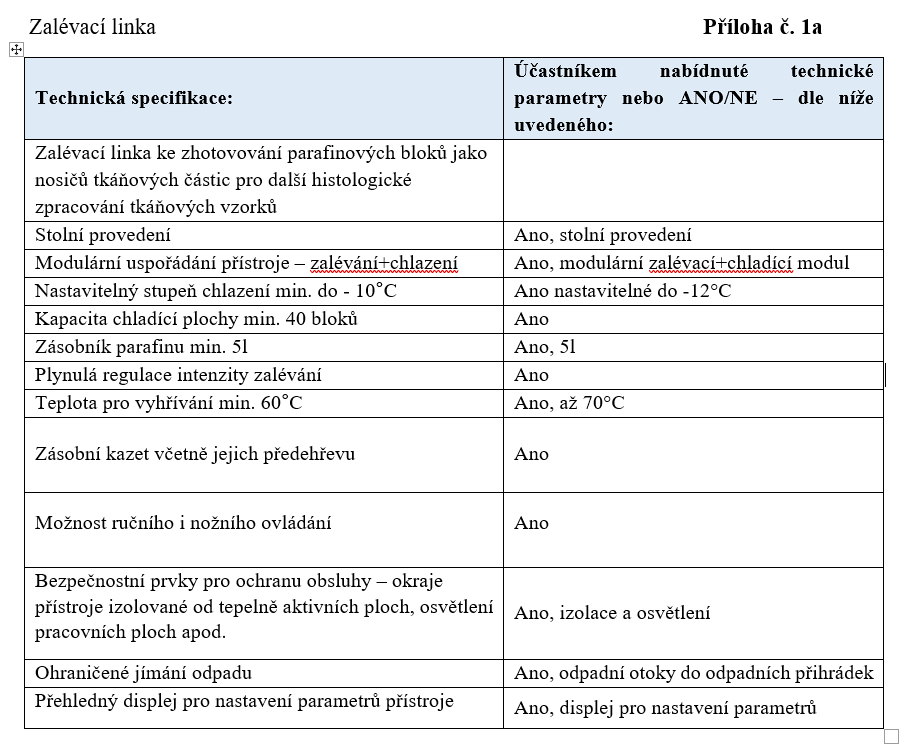 Zalévací linka
Příloha č. 1a
Technická specifikace:
Účastníkem nabídnuté technické
parametry nebo ANO/NE – dle níže
uvedeného:
Zalévací linka ke zhotovování parafinových bloků jako
nosičů tkáňových částic pro další histologické
zpracování tkáňových vzorků
Stolní provedení
Ano, stolní provedení
Modulární uspořádání přístroje – zalévání+chlazení
Ano, modulární zalévací+chladící modul
Nastavitelný stupeň chlazení min. do - 10°C
Ano nastavitelné do -12°C
Kapacita chladící plochy min. 40 bloků
Ano
Zásobník parafinu min. 5l
Ano, 5l
Plynulá regulace intenzity zalévání
Ano
Teplota pro vyhřívání min. 60°C
Ano, až 70°C
Zásobní kazet včetně jejich předehřevu
Ano
Možnost ručního i nožního ovládání
Ano
Bezpečnostní prvky pro ochranu obsluhy – okraje
přístroje izolované od tepelně aktivních ploch, osvětlení
pracovních ploch apod.
Ano, izolace a osvětlení
Ohraničené jímání odpadu
Ano, odpadní otoky do odpadních přihrádek
Přehledný displej pro nastavení parametrů přístroje
Ano, displej pro nastavení parametrů